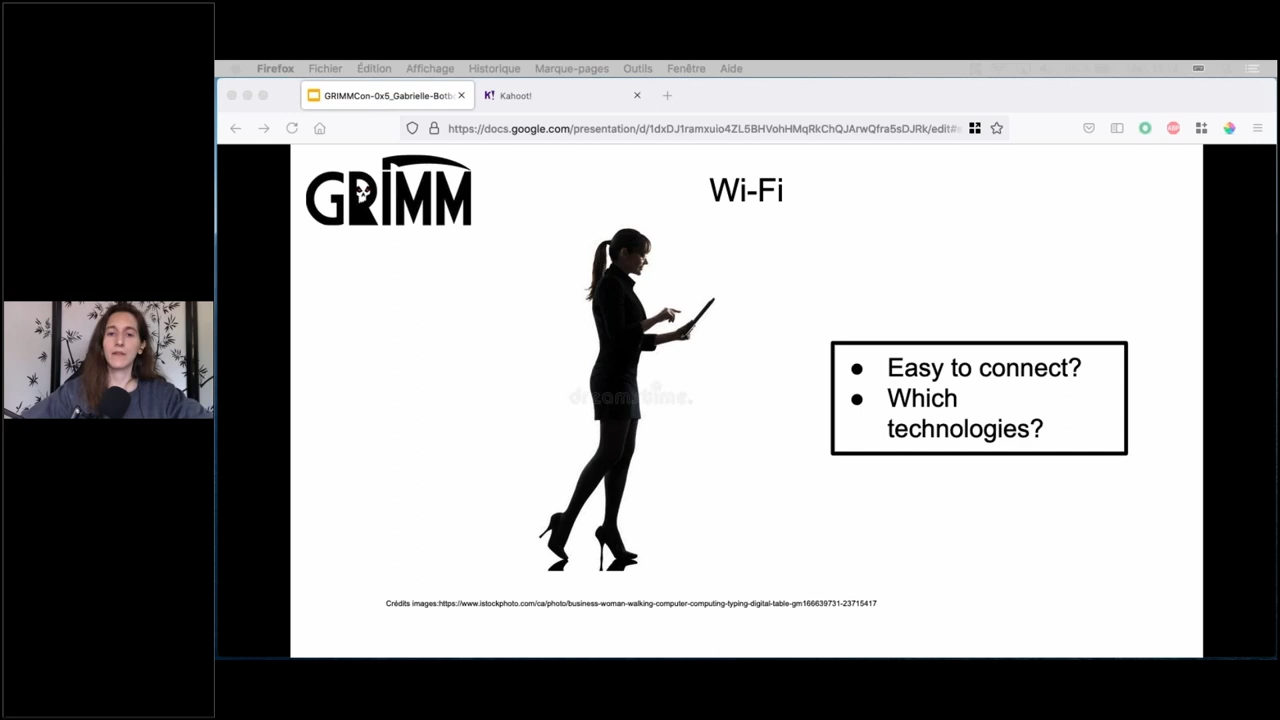 Firefox Fichier Édition Affichage Historique Marque-pages Outils Fenêtre Aide
GRIMMCon-0x5_Gabrielle-Botb
K! Kahoot!
https://docs.google.com/presentation/d/1dxDJ1ramxuio4ZL5BHVohHMqRkChQJArwQfra5sDJRk/edit#
ABP
GRIMM
Wi-Fi
dreamstime.
● Easy to connect?
● Which
technologies?
Crédits images:https://www.istockphoto.com/ca/photo/business-woman-walking-computer-computing-typing-digital-table-gm166639731-23715417